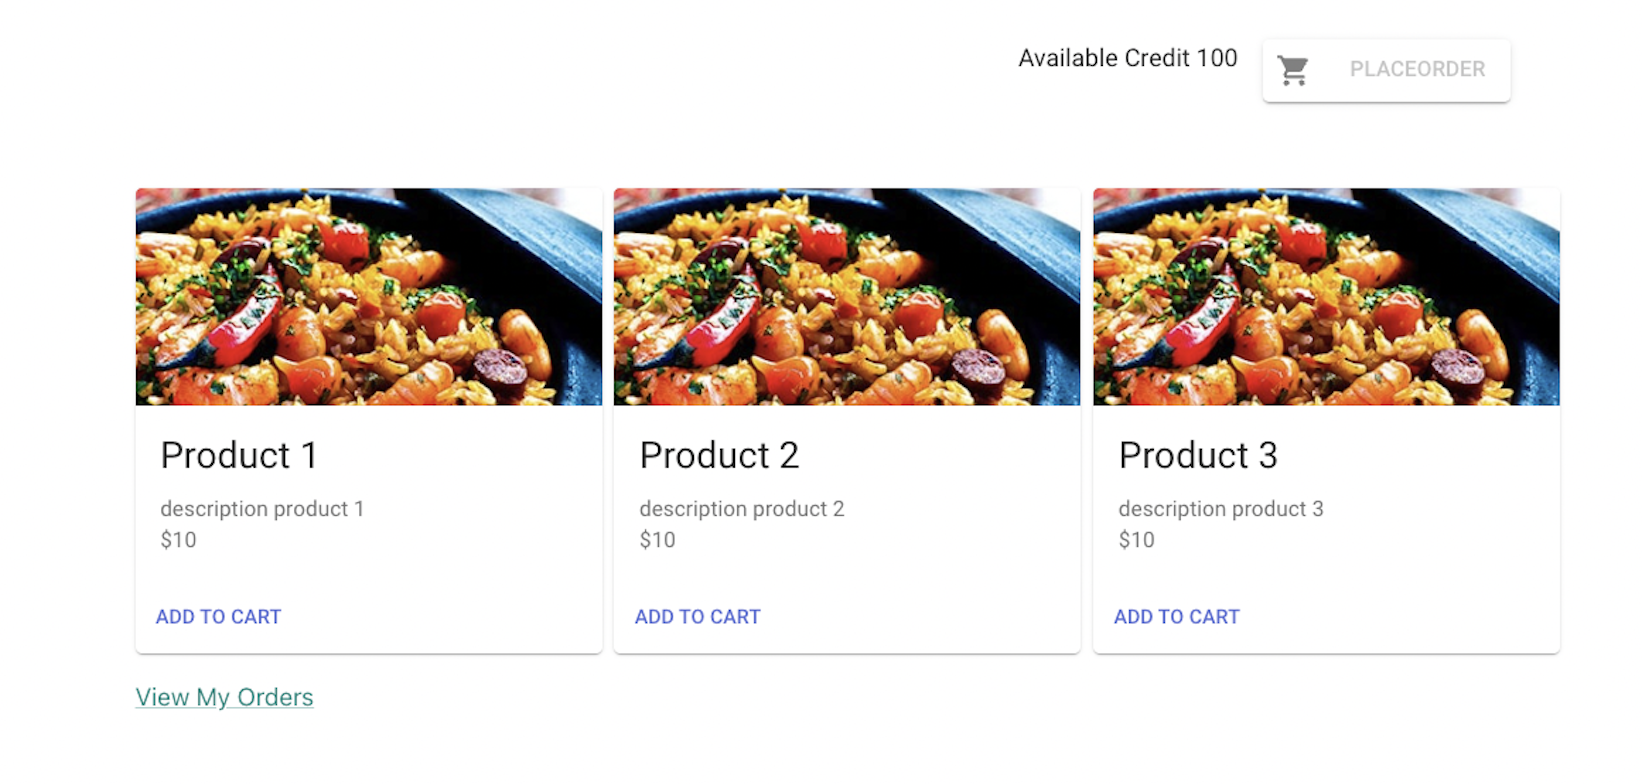 Available Credit 100
PLACEORDER
Product 1
description product 1
$10
ADD TO CART
Product 2
description product 2
$10
ADD TO CART
Product 3
description product 3
$10
ADD TO CART
View My Orders